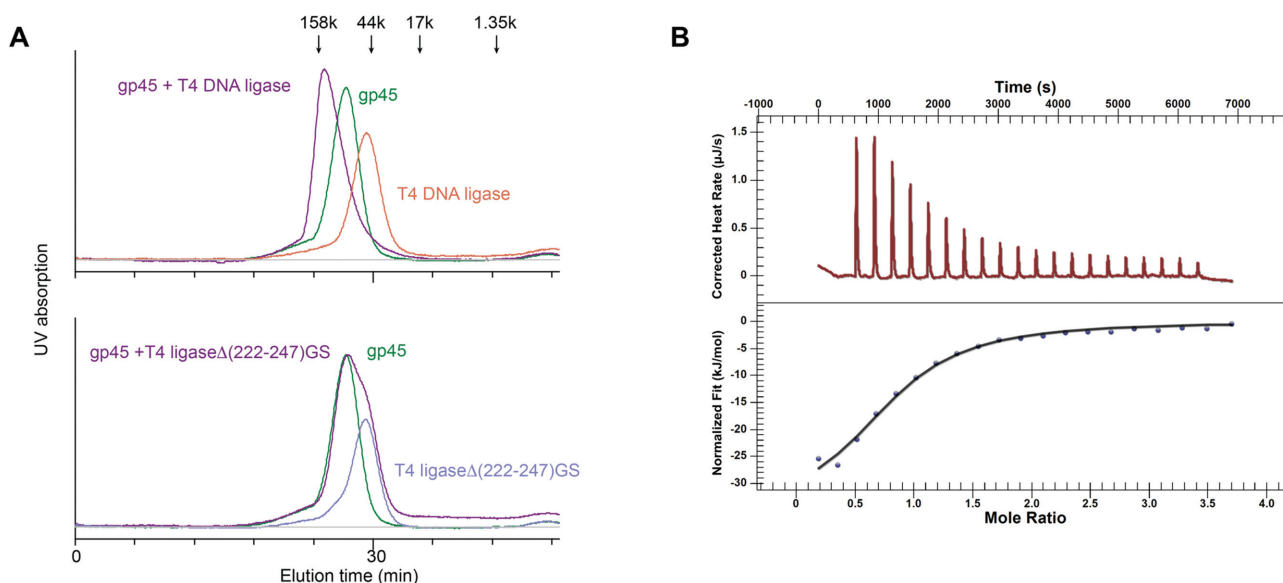 A
158k 44k 17k 1.35k
gp45 + T4 DNA ligase
gp45
T4 DNA ligase
UV absorption
gp45 +T4 ligaseΔ(222-247)GS
gp45
T4 ligaseΔ(222-247)GS
0 30
Elution time (min)
B
Time (s)
-1000 0 1000 2000 3000 4000 5000 6000 7000
Corrected Heat Rate (µJ/s)
1.5
1.0
0.5
0
Normalized Fit (kJ/mol)
0
-5
-10
-15
-20
-25
-30
0 0.5 1.0 1.5 2.0 2.5 3.0 3.5 4.0
Mole Ratio